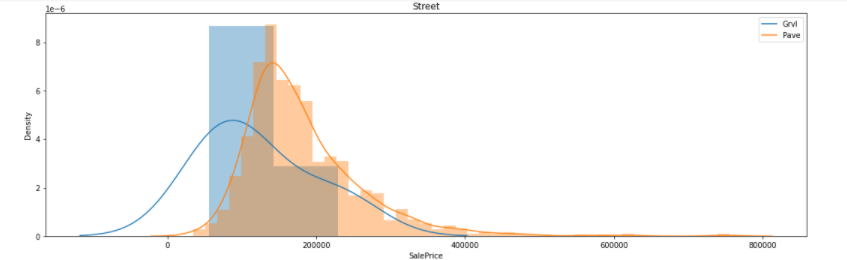 Street
1e−6
Grvl
Pave
8
6
4
2
0
Density
0 200000 400000 600000 800000
SalePrice